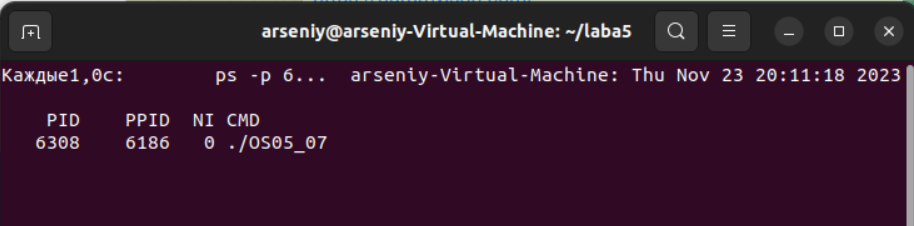 arseniy@arseniy-Virtual-Machine: ~/laba5
Каждые1,0с: ps -p 6... arseniy-Virtual-Machine: Thu Nov 23 20:11:18 2023
PID PPID NI CMD
6308 6186 0 ./OS05_07